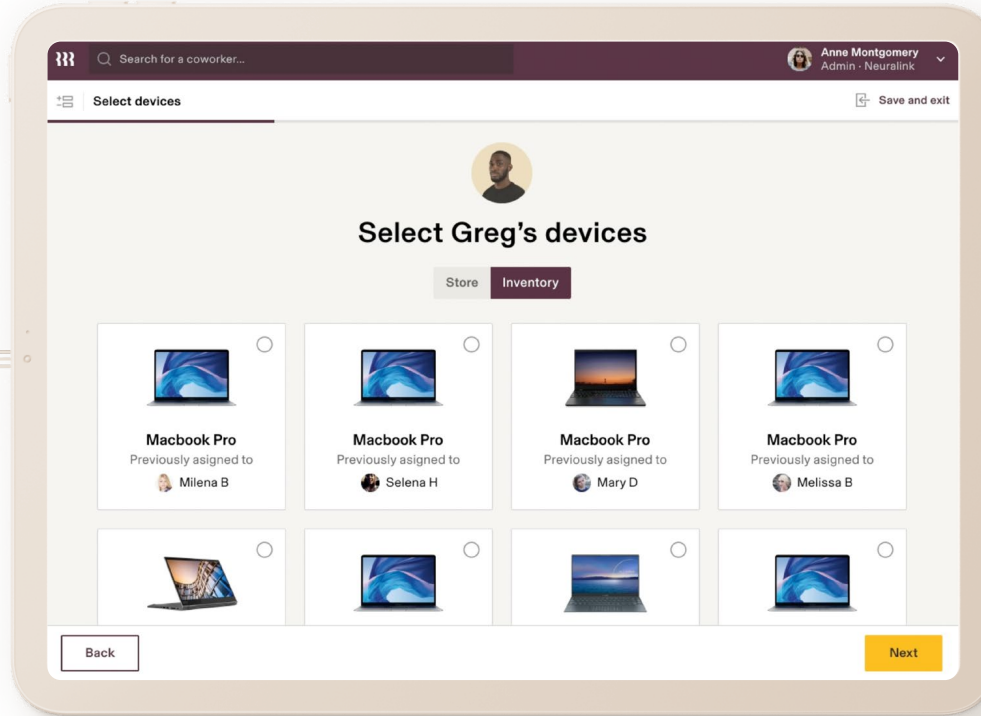 Search for a coworker...
Anne Montgomery
Admin · Neuralink
Select devices
Save and exit
Select Greg's devices
Store
Inventory
Macbook Pro
Previously asigned to
Milena B
Macbook Pro
Previously asigned to
Selena H
Macbook Pro
Previously asigned to
Mary D
Macbook Pro
Previously asigned to
Melissa B
Back
Next